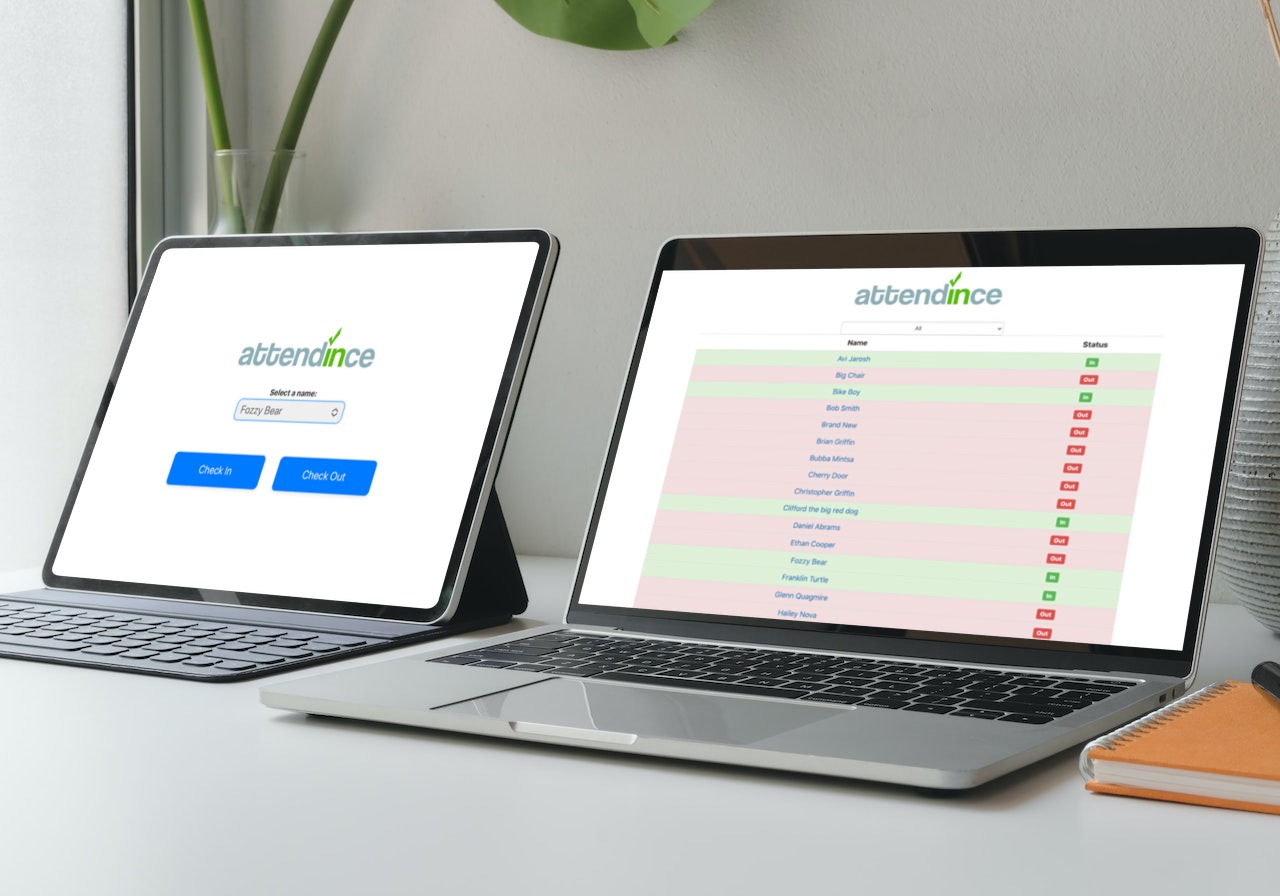 attendince
Select a name:
Fozzy Bear
Check In
Check Out
attendince
All
Name Status
Avi Jarosh In
Big Chair Out
Bike Boy In
Bob Smith Out
Brand New Out
Brian Griffin Out
Bubba Mintsa Out
Cherry Door Out
Christopher Griffin Out
Clifford the big red dog In
Daniel Abrams Out
Ethan Cooper Out
Fozzy Bear In
Franklin Turtle In
Glenn Quagmire Out
Hailey Nova Out